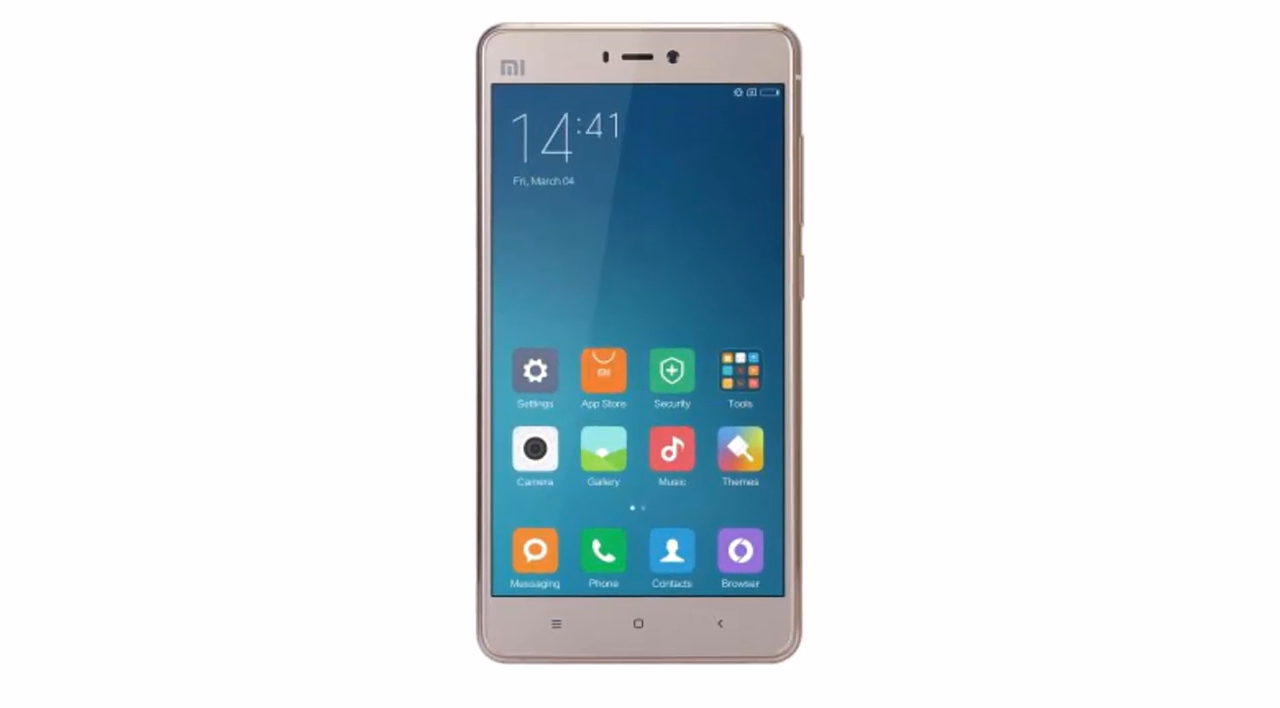 MI
14:41
Fri, March 04
MI
Settings App Store Security Tools
Camera Gallery Music Themes
Messaging Phone Contacts Browser